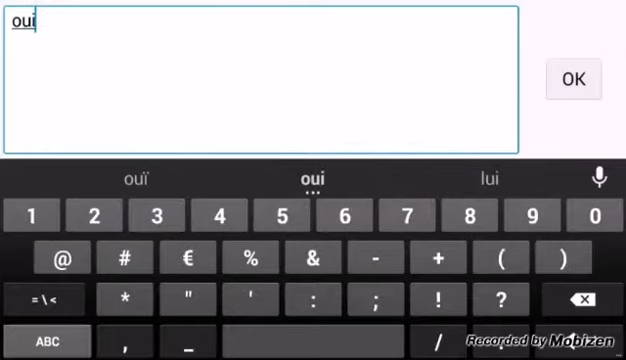 oui
OK
ouï oui lui
1 2 3 4 5 6 7 8 9 0
@ # € % & - + ( )
=\< * " ' : ; ! ?
ABC , _ / .
Recorded by Mobizen